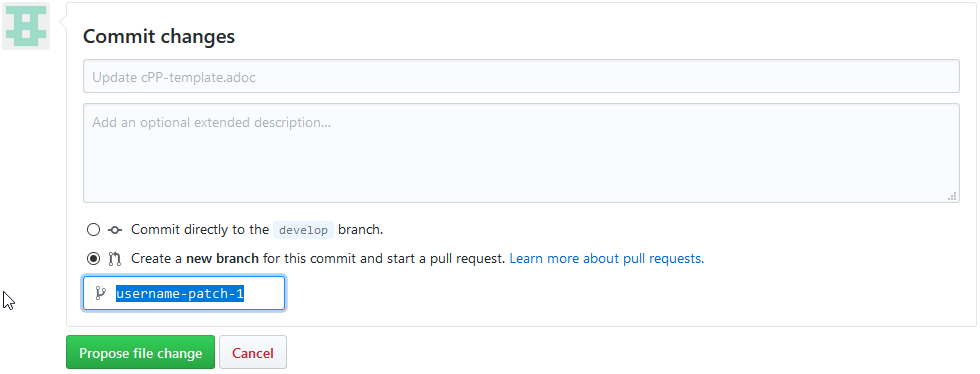 Commit changes
Update cPP-template.adoc
Add an optional extended description...
Commit directly to the develop branch.
Create a new branch for this commit and start a pull request. Learn more about pull requests.
username-patch-1
Propose file change Cancel